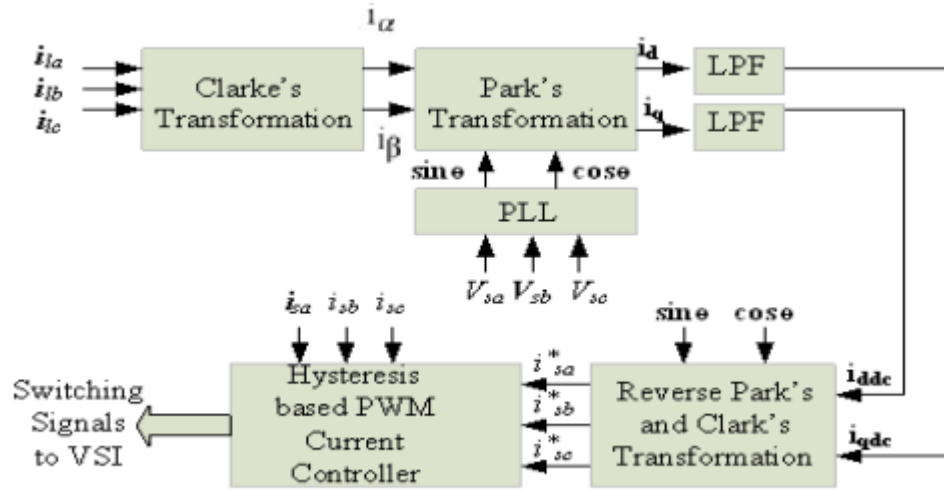 i_α
i_la
i_lb
i_lc
Clarke's
Transformation
i_β
Park's
Transformation
i_d
i_q
LPF
LPF
sinθ cosθ
PLL
V_sa V_sb V_sc
i_sa i_sb i_sc
sinθ cosθ
Switching
Signals
to VSI
Hysteresis
based PWM
Current
Controller
i*_sa
i*_sb
i*_sc
Reverse Park's
and Clark's
Transformation
i_ddc
i_qdc